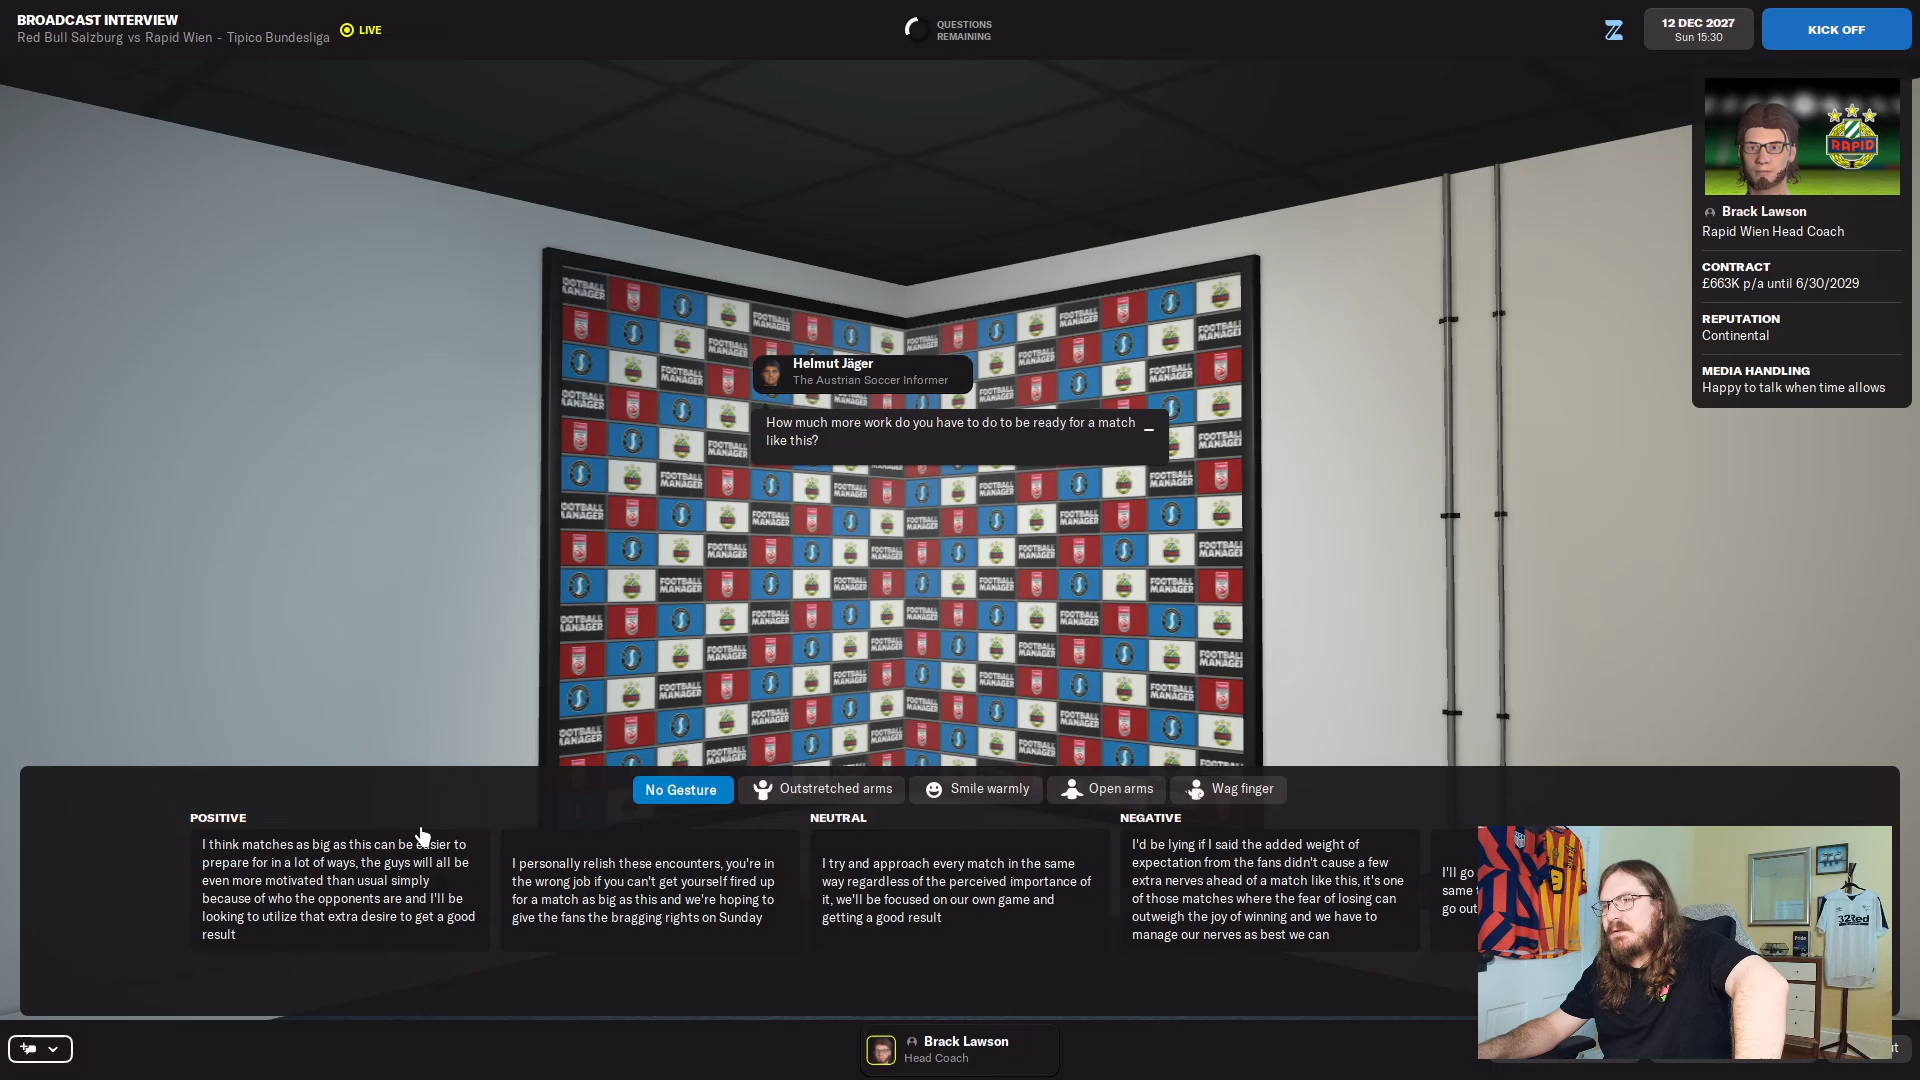 BROADCAST INTERVIEW
Red Bull Salzburg vs Rapid Wien - Tipico Bundesliga
LIVE
QUESTIONS
REMAINING
12 DEC 2027
Sun 15:30
KICK OFF
RAPID
Brack Lawson
Rapid Wien Head Coach
CONTRACT
£663K p/a until 6/30/2029
REPUTATION
Continental
MEDIA HANDLING
Happy to talk when time allows
FOOTBALL
MANAGER
Helmut Jäger
The Austrian Soccer Informer
How much more work do you have to do to be ready for a match
like this?
No Gesture
Outstretched arms
Smile warmly
Open arms
Wag finger
POSITIVE
I think matches as big as this can be easier to
prepare for in a lot of ways, the guys will all be
even more motivated than usual simply
because of who the opponents are and I'll be
looking to utilize that extra desire to get a good
result
I personally relish these encounters, you're in
the wrong job if you can't get yourself fired up
for a match as big as this and we're hoping to
give the fans the bragging rights on Sunday
NEUTRAL
I try and approach every match in the same
way regardless of the perceived importance of
it, we'll be focused on our own game and
getting a good result
NEGATIVE
I'd be lying if I said the added weight of
expectation from the fans didn't cause a few
extra nerves ahead of a match like this, it's one
of those matches where the fear of losing can
outweigh the joy of winning and we have to
manage our nerves as best we can
I'll go
same
go out
32Red
Pride
Brack Lawson
Head Coach